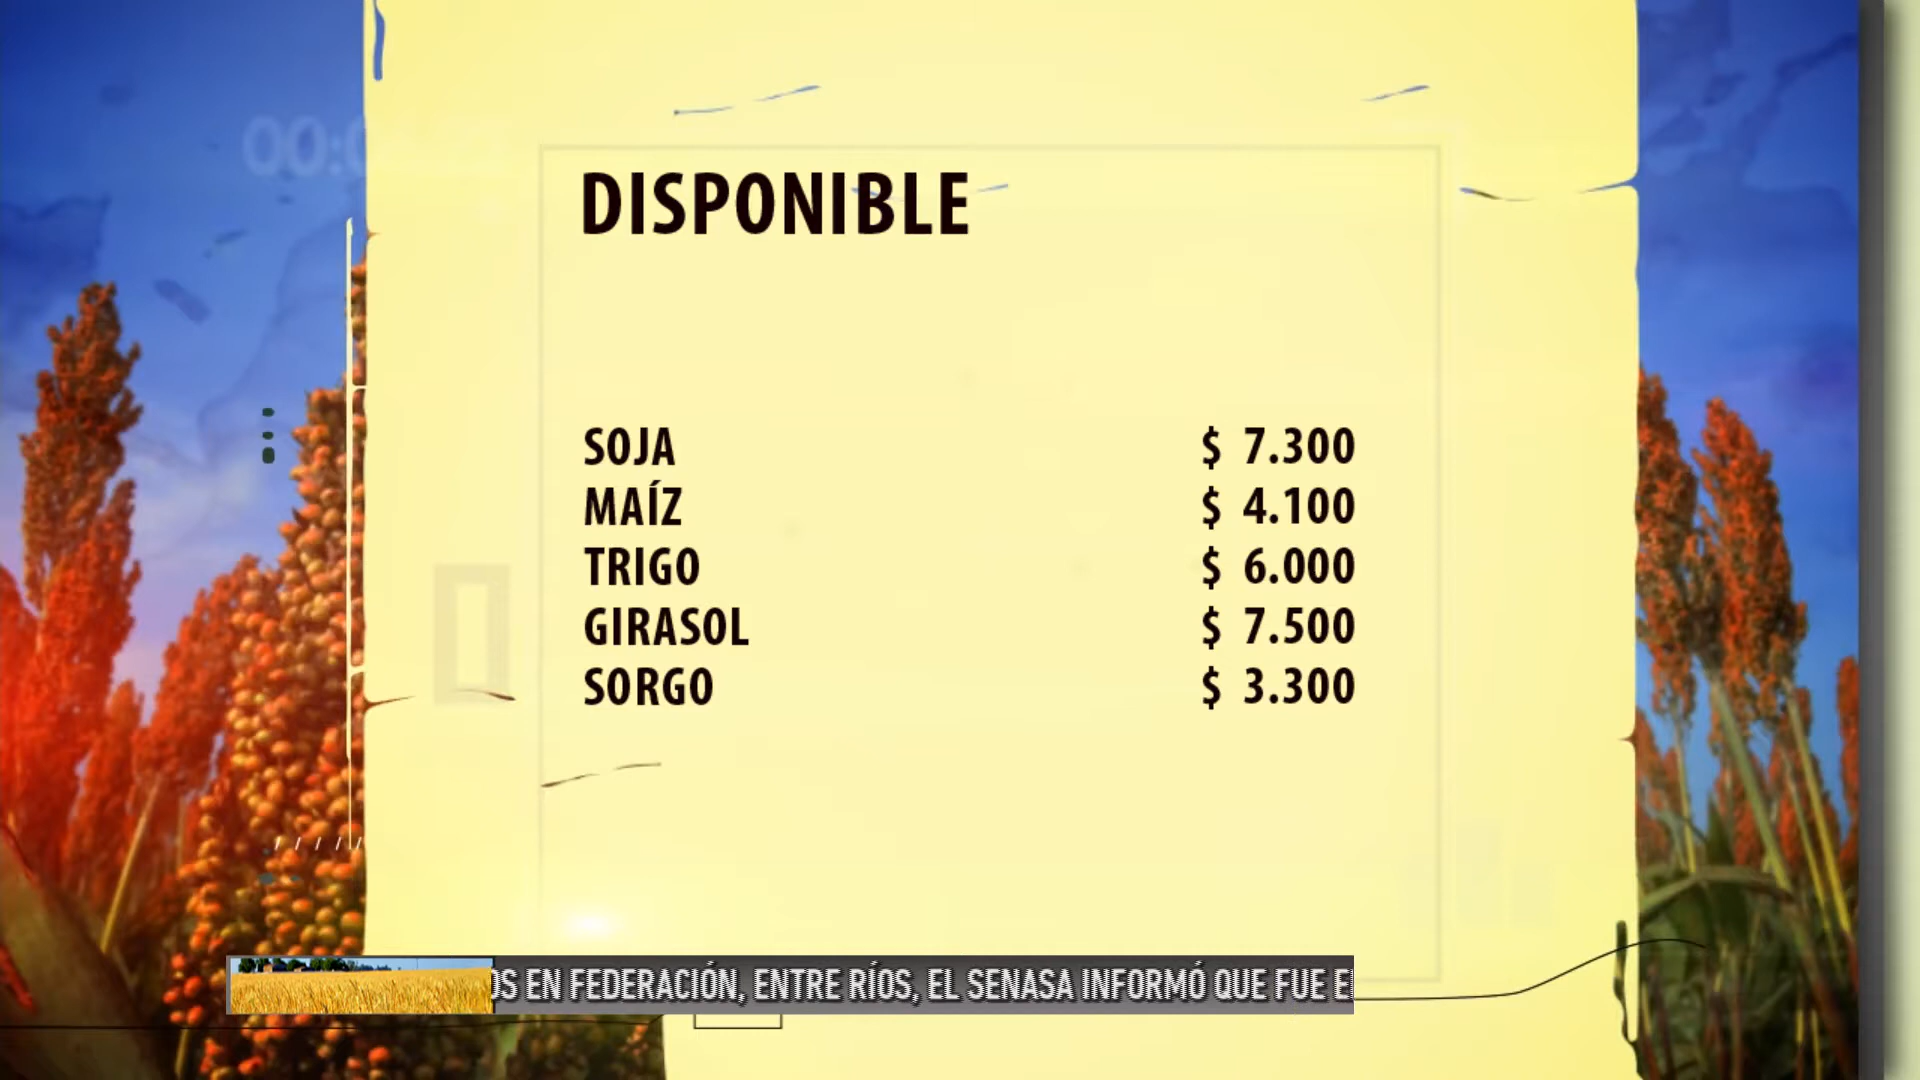 DISPONIBLE
SOJA $ 7.300
MAÍZ $ 4.100
TRIGO $ 6.000
GIRASOL $ 7.500
SORGO $ 3.300
EN FEDERACIÓN, ENTRE RÍOS, EL SENASA INFORMÓ QUE FUE